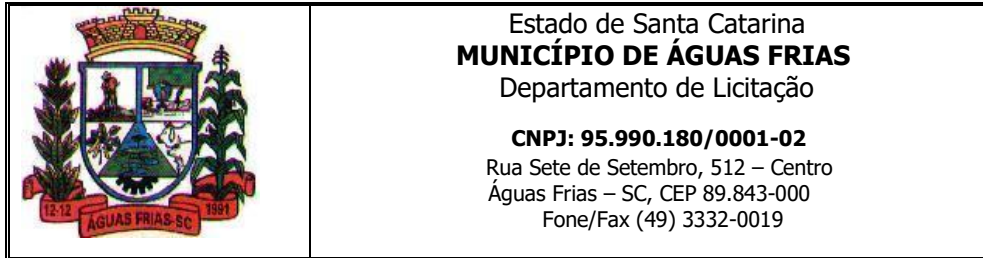 Estado de Santa Catarina
MUNICÍPIO DE ÁGUAS FRIAS
Departamento de Licitação
CNPJ: 95.990.180/0001-02
Rua Sete de Setembro, 512 – Centro
Águas Frias – SC, CEP 89.843-000
Fone/Fax (49) 3332-0019
12-12
ÁGUAS FRIAS-SC
1991